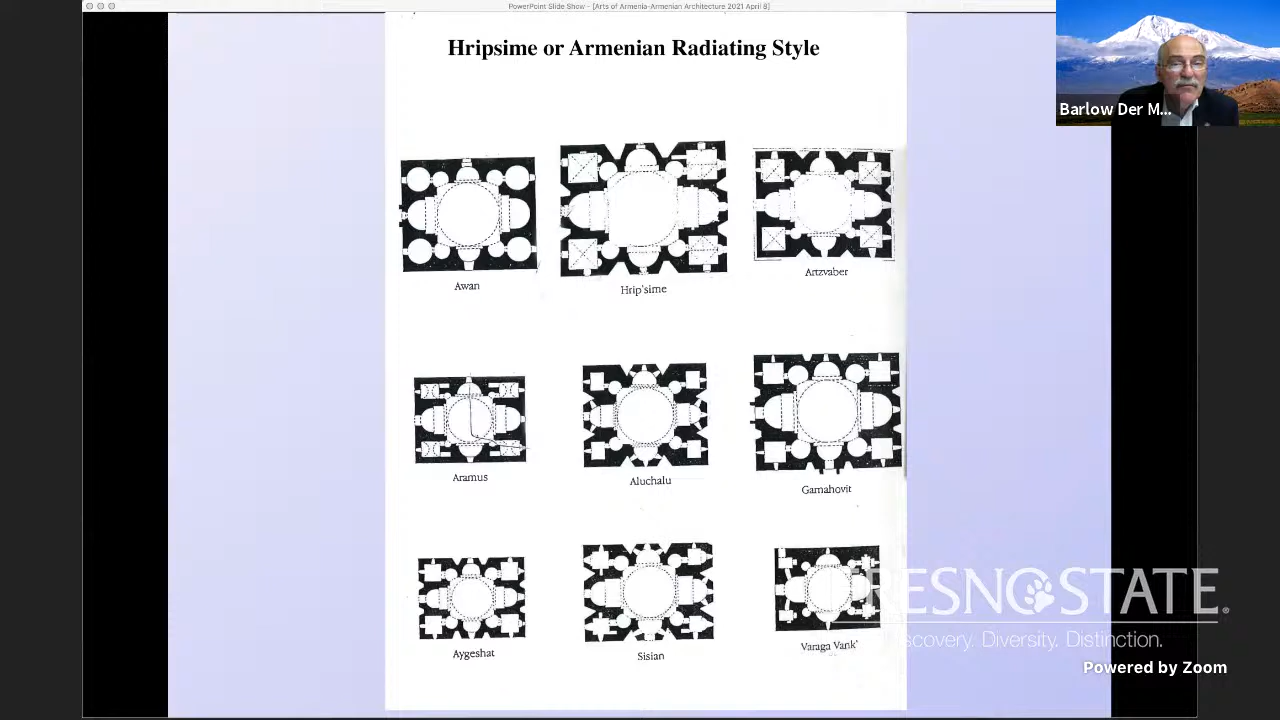 PowerPoint Slide Show - [Arts of Armenia-Armenian Architecture 2021 April 8]
Hripsime or Armenian Radiating Style
Barlow Der M...
Awan
Hrip'sime
Artzvaber
Aramus
Aluchalu
Garnahovit
Aygeshat
Sisian
Varaga Vank'
FRESNO STATE®
Discovery. Diversity. Distinction.
Powered by Zoom